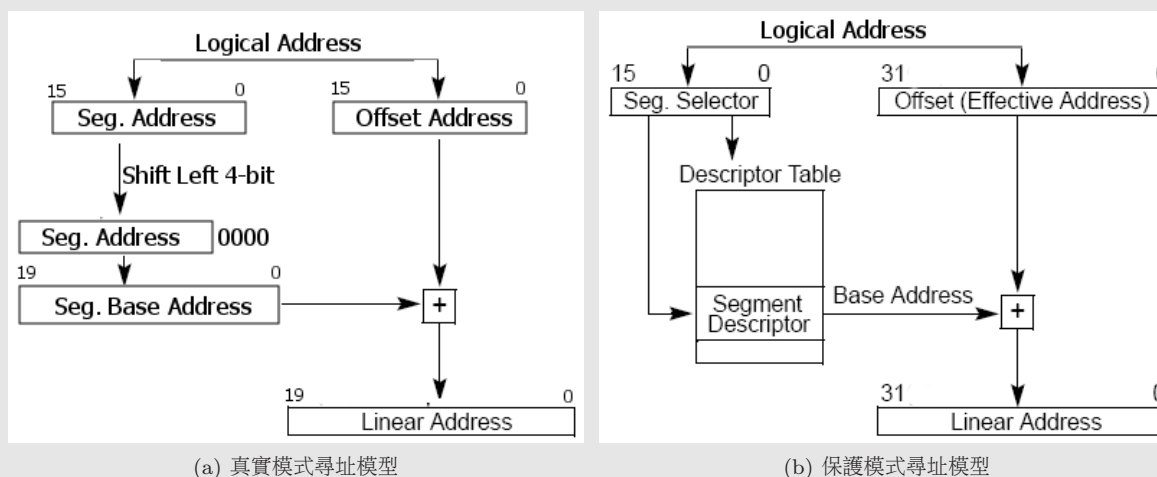 Logical Address
15 0 15 0
Seg. Address Offset Address
Shift Left 4-bit
Seg. Address 0000
19 0
Seg. Base Address +
19 0
Linear Address
(a) 真實模式尋址模型
Logical Address
15 0 31 0
Seg. Selector Offset (Effective Address)
Descriptor Table
Segment
Descriptor
Base Address +
31 0
Linear Address
(b) 保護模式尋址模型